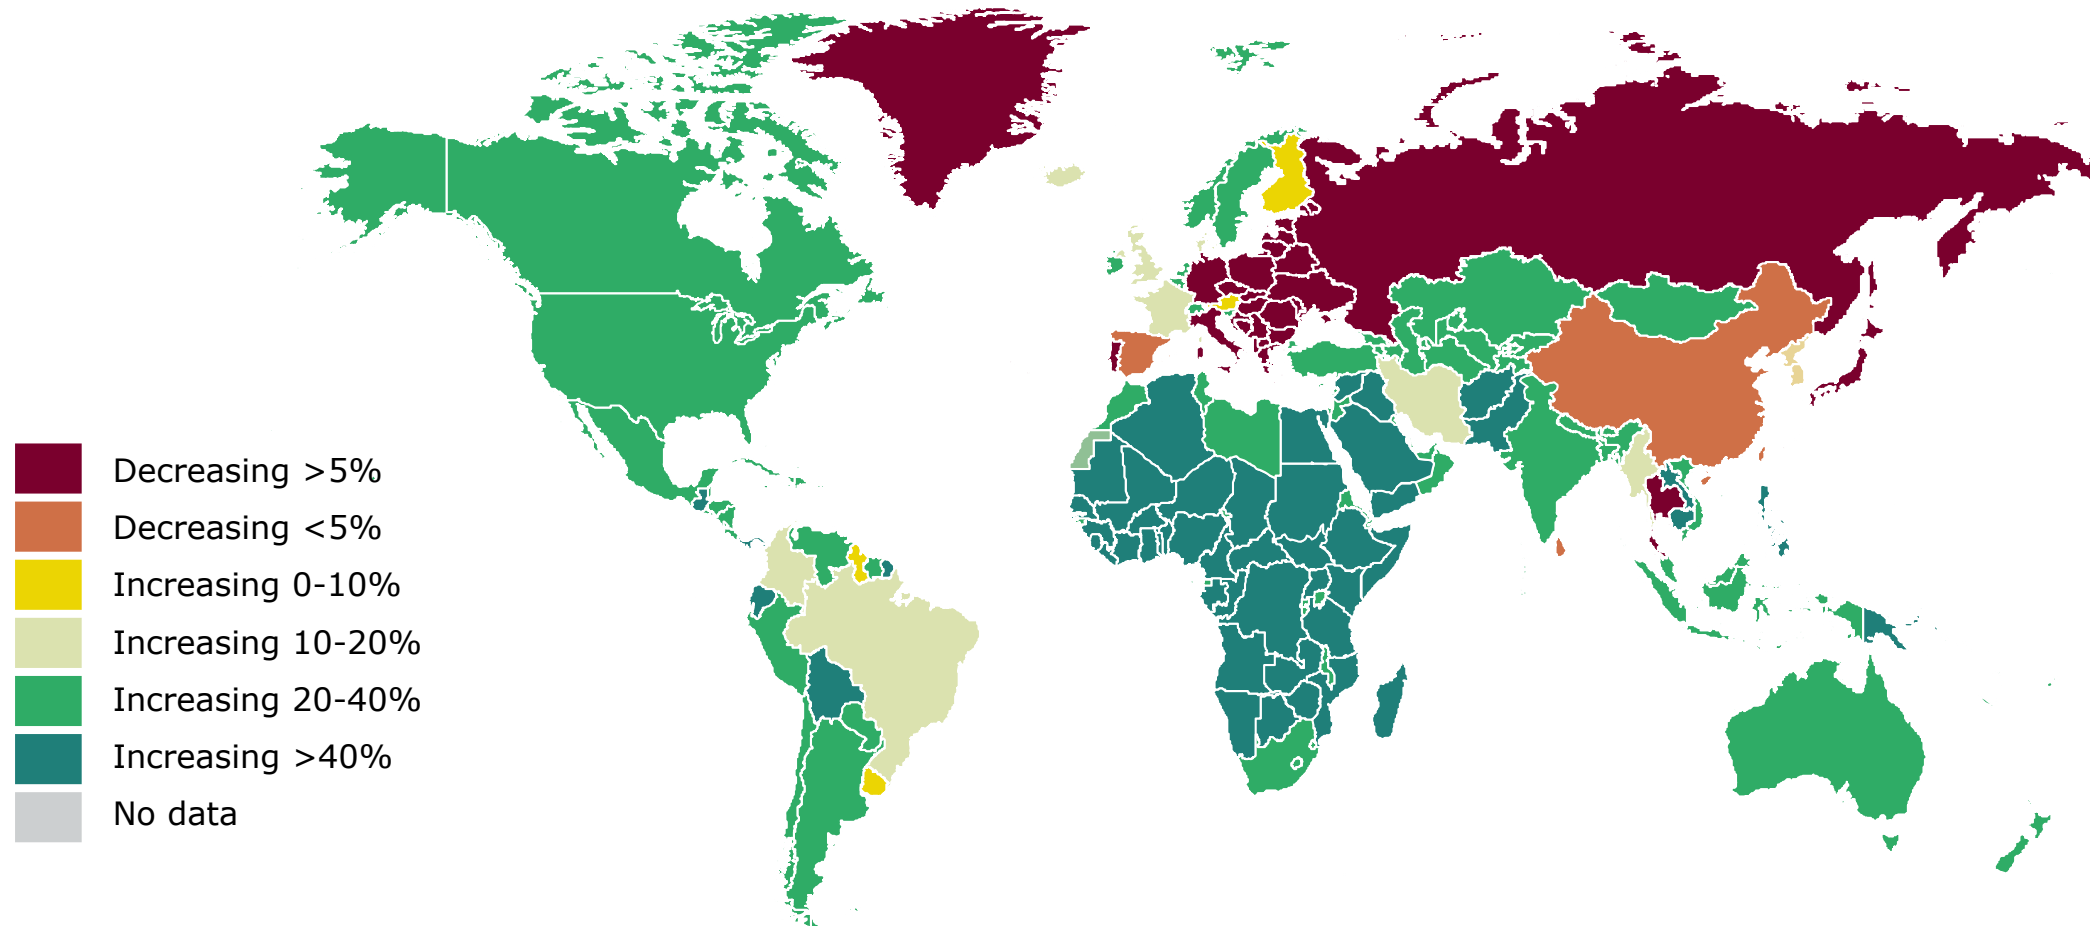 Decreasing >5%
Decreasing <5%
Increasing 0-10%
Increasing 10-20%
Increasing 20-40%
Increasing >40%
No data